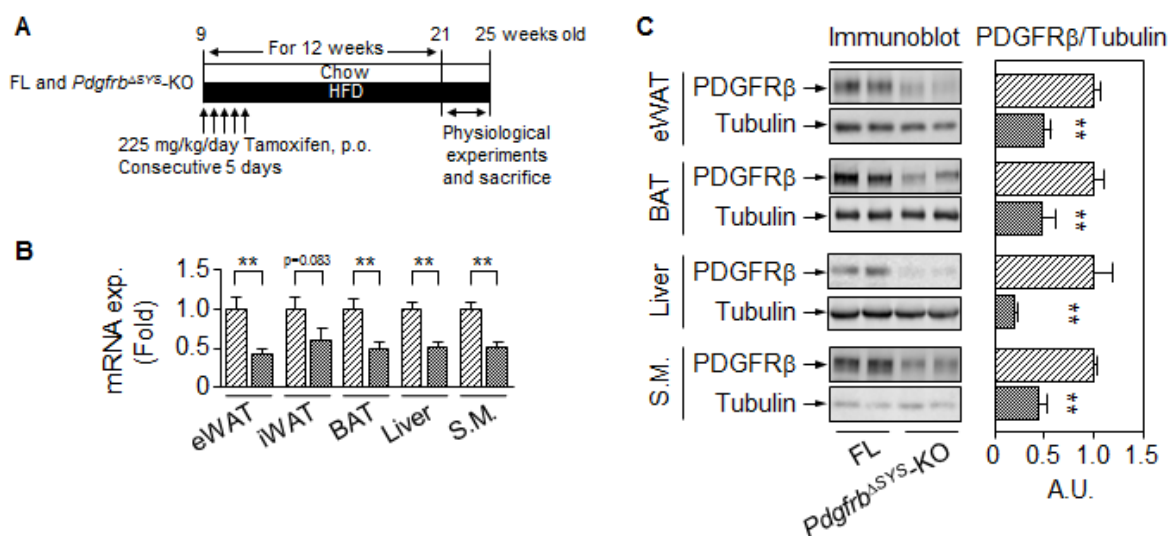 A
9 21 25 weeks old
For 12 weeks
Chow
FL and Pdgfrb^ΔSYS-KO
HFD
225 mg/kg/day Tamoxifen, p.o.
Consecutive 5 days
Physiological
experiments
and sacrifice
B
mRNA exp.
(Fold)
1.5
1.0
0.5
0
** p=0.083 ** ** **
eWAT iWAT BAT Liver S.M.
C
Immunoblot PDGFRβ/Tubulin
eWAT
PDGFRβ
Tubulin
**
BAT
PDGFRβ
Tubulin
**
Liver
PDGFRβ
Tubulin
**
S.M.
PDGFRβ
Tubulin
**
FL
Pdgfrb^ΔSYS-KO
0 0.5 1.0 1.5
A.U.